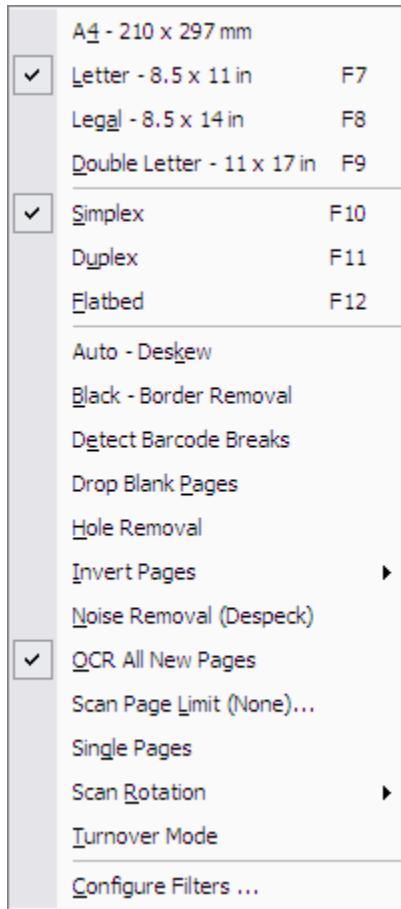 A4 - 210 x 297 mm
Letter - 8.5 x 11 in F7
Legal - 8.5 x 14 in F8
Double Letter - 11 x 17 in F9
Simplex F10
Duplex F11
Flatbed F12
Auto - Deskew
Black - Border Removal
Detect Barcode Breaks
Drop Blank Pages
Hole Removal
Invert Pages
Noise Removal (Despeck)
OCR All New Pages
Scan Page Limit (None)...
Single Pages
Scan Rotation
Turnover Mode
Configure Filters ...